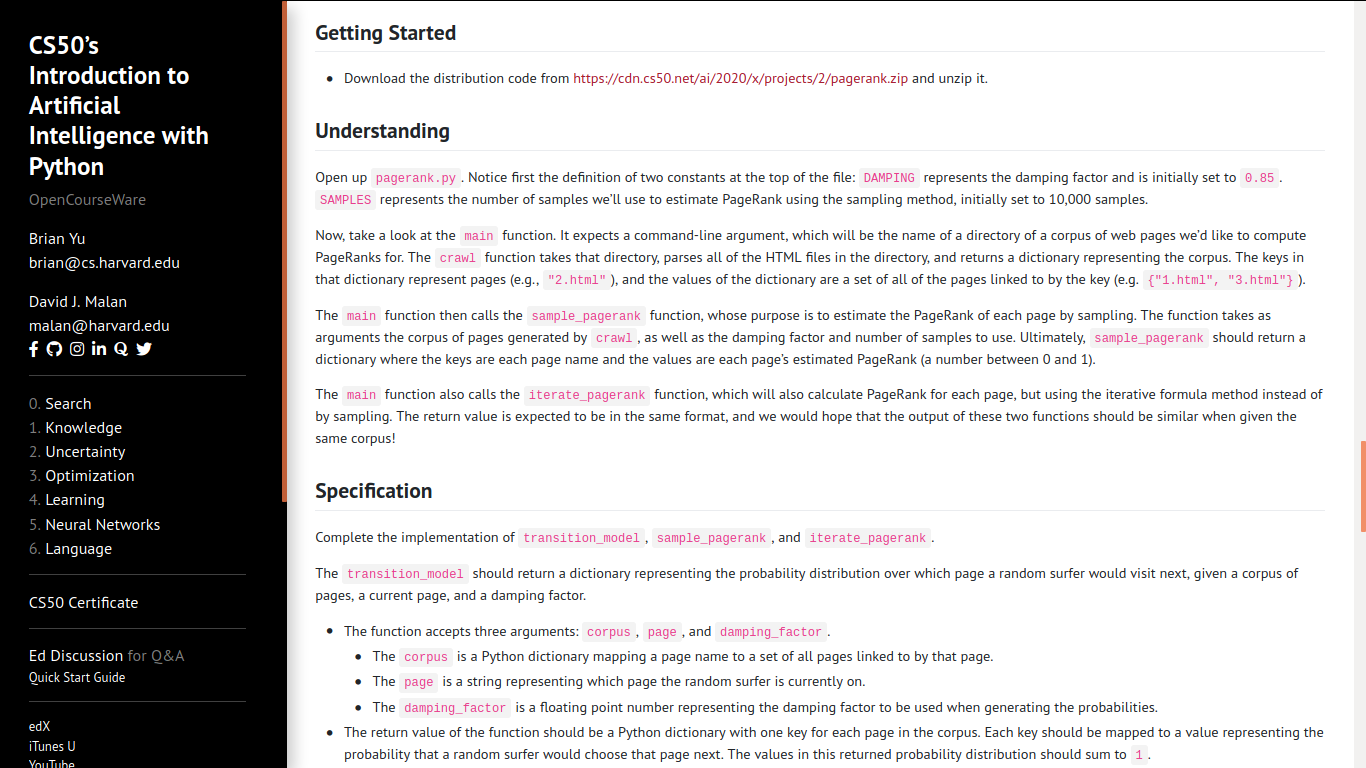 CS50’s
Introduction to
Artificial
Intelligence with
Python
OpenCourseWare
Brian Yu
brian@cs.harvard.edu
David J. Malan
malan@harvard.edu
0. Search
1. Knowledge
2. Uncertainty
3. Optimization
4. Learning
5. Neural Networks
6. Language
CS50 Certificate
Ed Discussion for Q&A
Quick Start Guide
edX
iTunes U
YouTube
Getting Started
• Download the distribution code from https://cdn.cs50.net/ai/2020/x/projects/2/pagerank.zip and unzip it.
Understanding
Open up pagerank.py. Notice first the definition of two constants at the top of the file: DAMPING represents the damping factor and is initially set to 0.85.
SAMPLES represents the number of samples we’ll use to estimate PageRank using the sampling method, initially set to 10,000 samples.
Now, take a look at the main function. It expects a command-line argument, which will be the name of a directory of a corpus of web pages we’d like to compute
PageRanks for. The crawl function takes that directory, parses all of the HTML files in the directory, and returns a dictionary representing the corpus. The keys in
that dictionary represent pages (e.g., "2.html"), and the values of the dictionary are a set of all of the pages linked to by the key (e.g. {"1.html", "3.html"}).
The main function then calls the sample_pagerank function, whose purpose is to estimate the PageRank of each page by sampling. The function takes as
arguments the corpus of pages generated by crawl, as well as the damping factor and number of samples to use. Ultimately, sample_pagerank should return a
dictionary where the keys are each page name and the values are each page’s estimated PageRank (a number between 0 and 1).
The main function also calls the iterate_pagerank function, which will also calculate PageRank for each page, but using the iterative formula method instead of
by sampling. The return value is expected to be in the same format, and we would hope that the output of these two functions should be similar when given the
same corpus!
Specification
Complete the implementation of transition_model, sample_pagerank, and iterate_pagerank.
The transition_model should return a dictionary representing the probability distribution over which page a random surfer would visit next, given a corpus of
pages, a current page, and a damping factor.
• The function accepts three arguments: corpus, page, and damping_factor.
• The corpus is a Python dictionary mapping a page name to a set of all pages linked to by that page.
• The page is a string representing which page the random surfer is currently on.
• The damping_factor is a floating point number representing the damping factor to be used when generating the probabilities.
• The return value of the function should be a Python dictionary with one key for each page in the corpus. Each key should be mapped to a value representing the
probability that a random surfer would choose that page next. The values in this returned probability distribution should sum to 1.